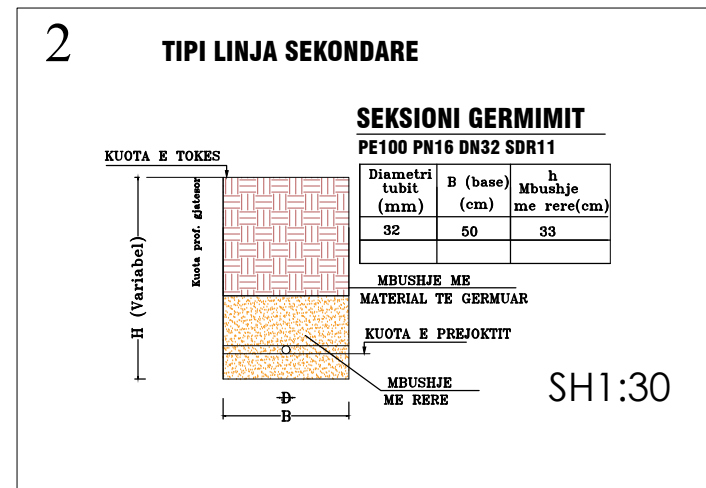 2
TIPI LINJA SEKONDARE
SEKSIONI GERMIMIT
PE100 PN16 DN32 SDR11
Diametri tubit (mm)
B (base) (cm)
h Mbushje me rere(cm)
32 50 33
KUOTA E TOKES
Kuota prof. gjatesor
H (Variabel)
MBUSHJE ME
MATERIAL TE GERMUAR
KUOTA E PREJOKTIT
MBUSHJE
ME RERE
D
B
SH1:30